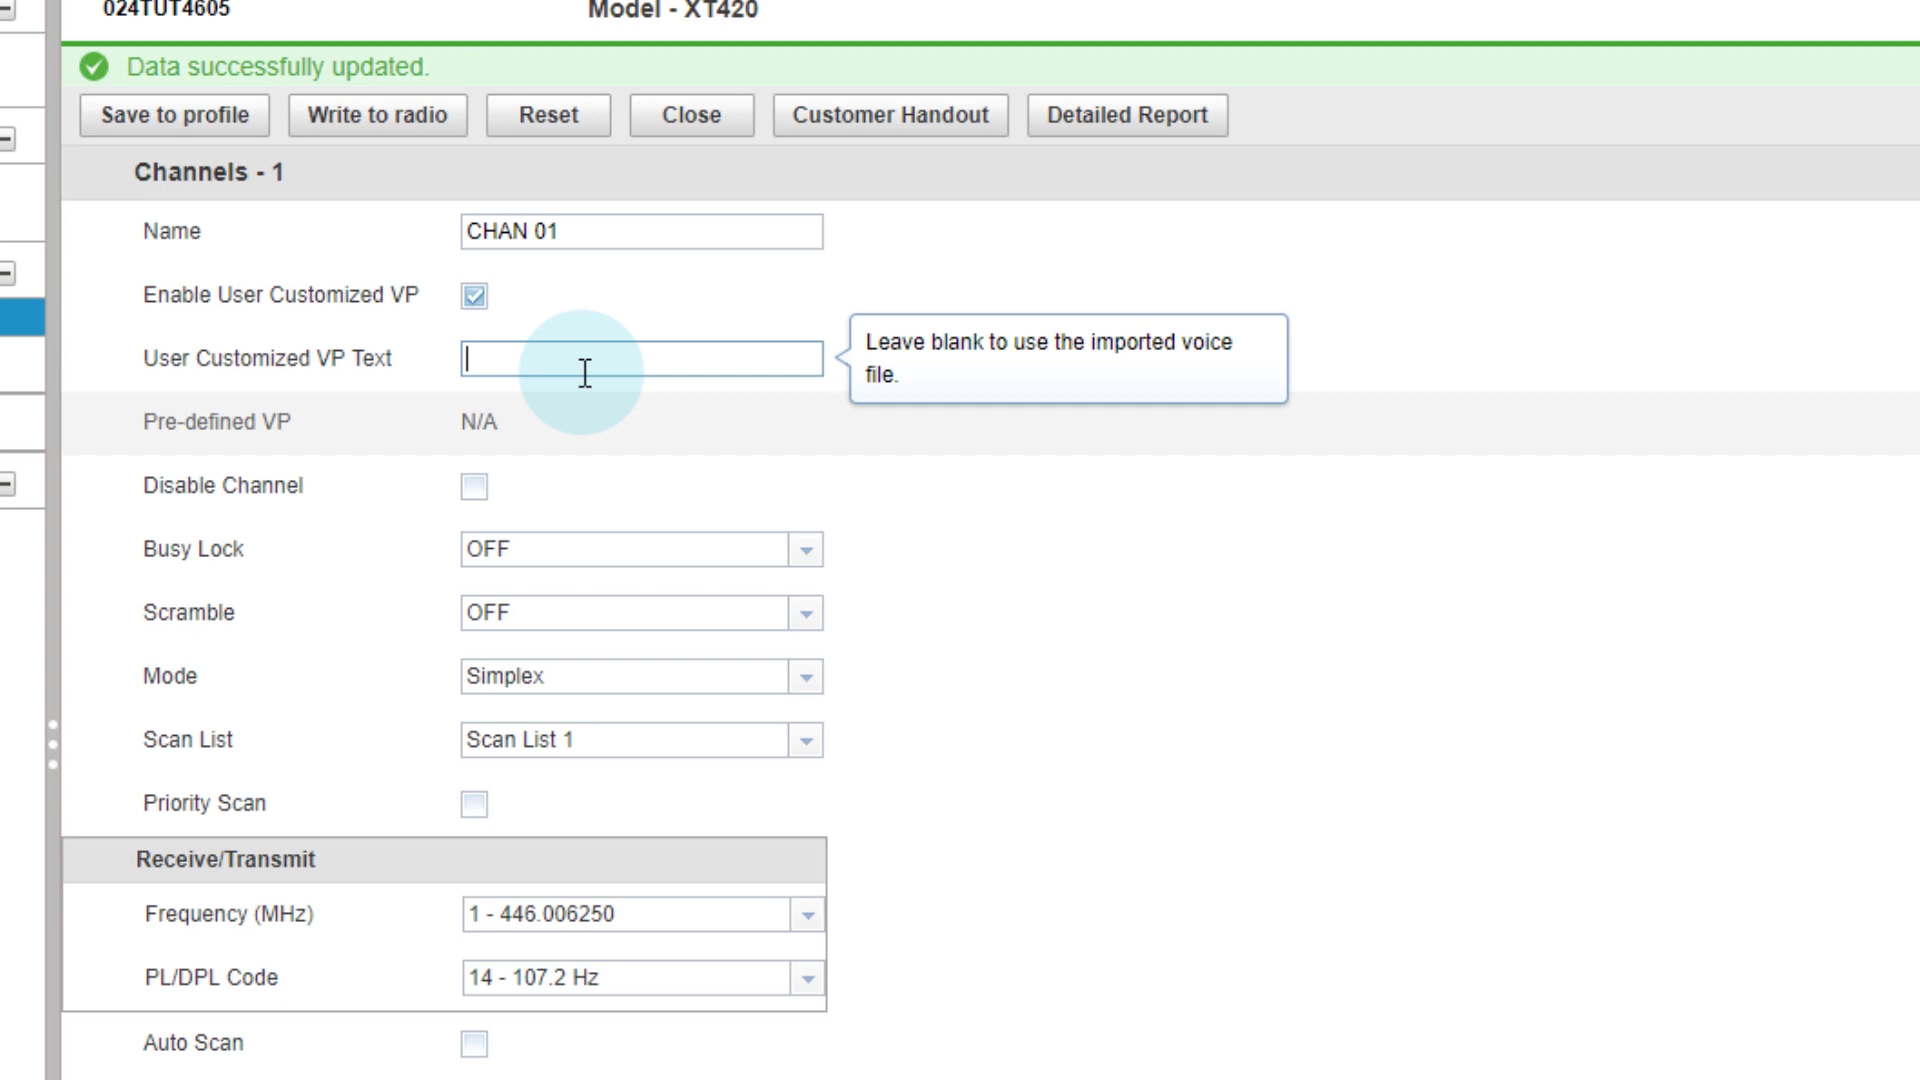 024TUT4605 Model - XT420
Data successfully updated.
Save to profile Write to radio Reset Close Customer Handout Detailed Report
Channels - 1
Name CHAN 01
Enable User Customized VP
User Customized VP Text
Leave blank to use the imported voice
file.
Pre-defined VP N/A
Disable Channel
Busy Lock OFF
Scramble OFF
Mode Simplex
Scan List Scan List 1
Priority Scan
Receive/Transmit
Frequency (MHz) 1 - 446.006250
PL/DPL Code 14 - 107.2 Hz
Auto Scan